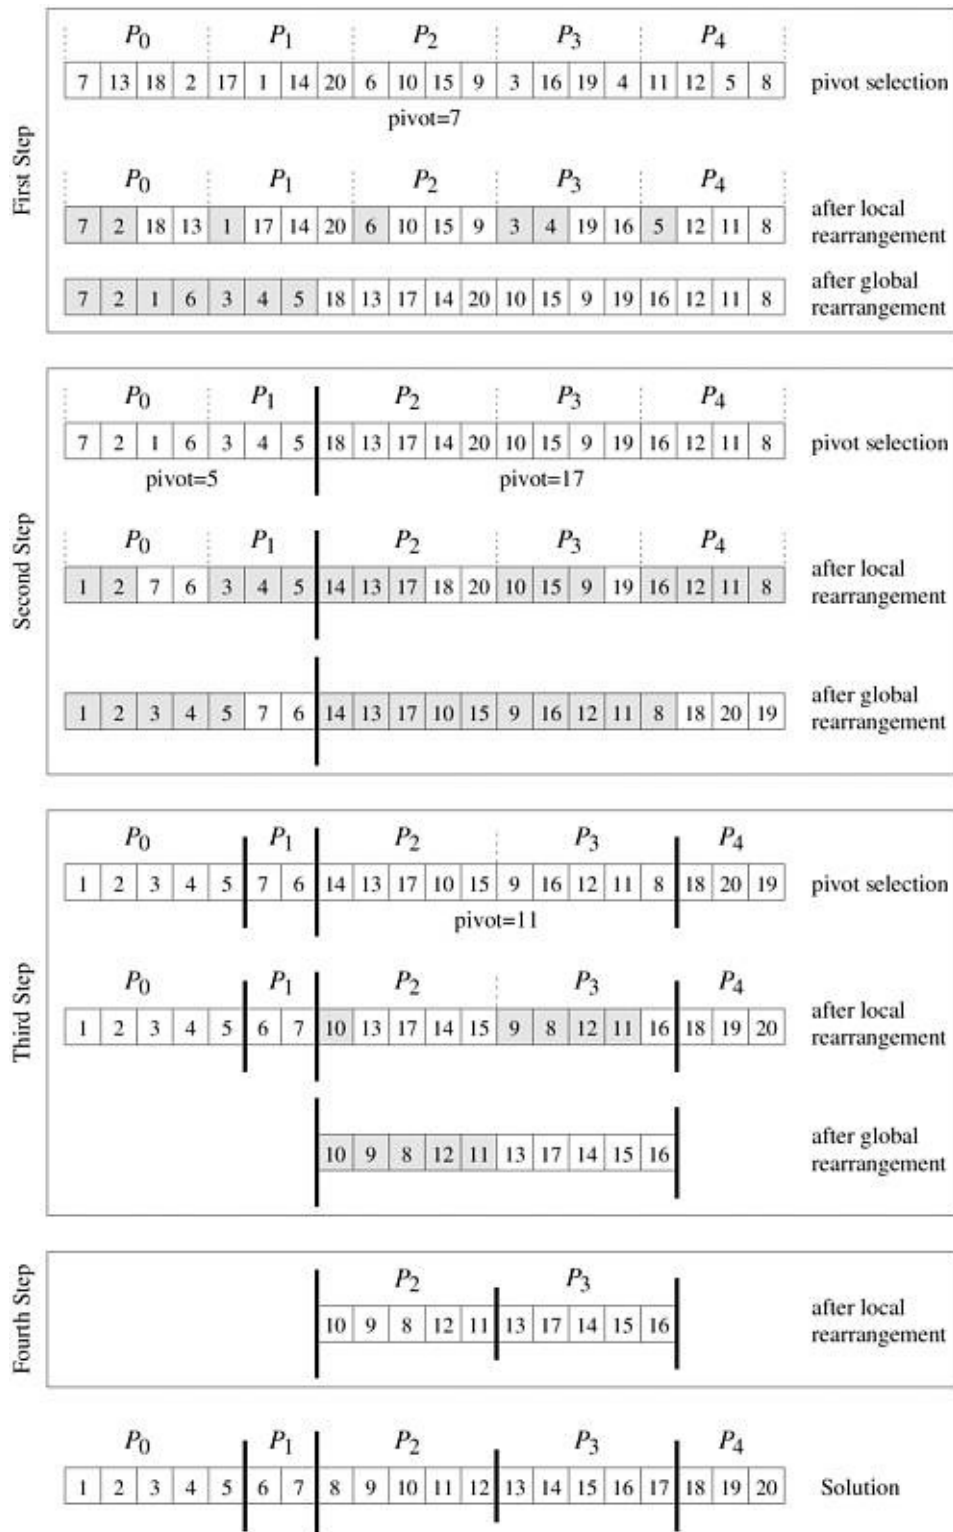 First Step
P0 P1 P2 P3 P4
7 13 18 2 17 1 14 20 6 10 15 9 3 16 19 4 11 12 5 8 pivot selection
pivot=7
P0 P1 P2 P3 P4
7 2 18 13 1 17 14 20 6 10 15 9 3 4 19 16 5 12 11 8 after local rearrangement
7 2 1 6 3 4 5 18 13 17 14 20 10 15 9 19 16 12 11 8 after global rearrangement
Second Step
P0 P1 P2 P3 P4
7 2 1 6 3 4 5 18 13 17 14 20 10 15 9 19 16 12 11 8 pivot selection
pivot=5 pivot=17
P0 P1 P2 P3 P4
1 2 7 6 3 4 5 14 13 17 18 20 10 15 9 19 16 12 11 8 after local rearrangement
1 2 3 4 5 7 6 14 13 17 10 15 9 16 12 11 8 18 20 19 after global rearrangement
Third Step
P0 P1 P2 P3 P4
1 2 3 4 5 7 6 14 13 17 10 15 9 16 12 11 8 18 20 19 pivot selection
pivot=11
P0 P1 P2 P3 P4
1 2 3 4 5 6 7 10 13 17 14 15 9 8 12 11 16 18 19 20 after local rearrangement
10 9 8 12 11 13 17 14 15 16 after global rearrangement
Fourth Step
P2 P3
10 9 8 12 11 13 17 14 15 16 after local rearrangement
P0 P1 P2 P3 P4
1 2 3 4 5 6 7 8 9 10 11 12 13 14 15 16 17 18 19 20 Solution